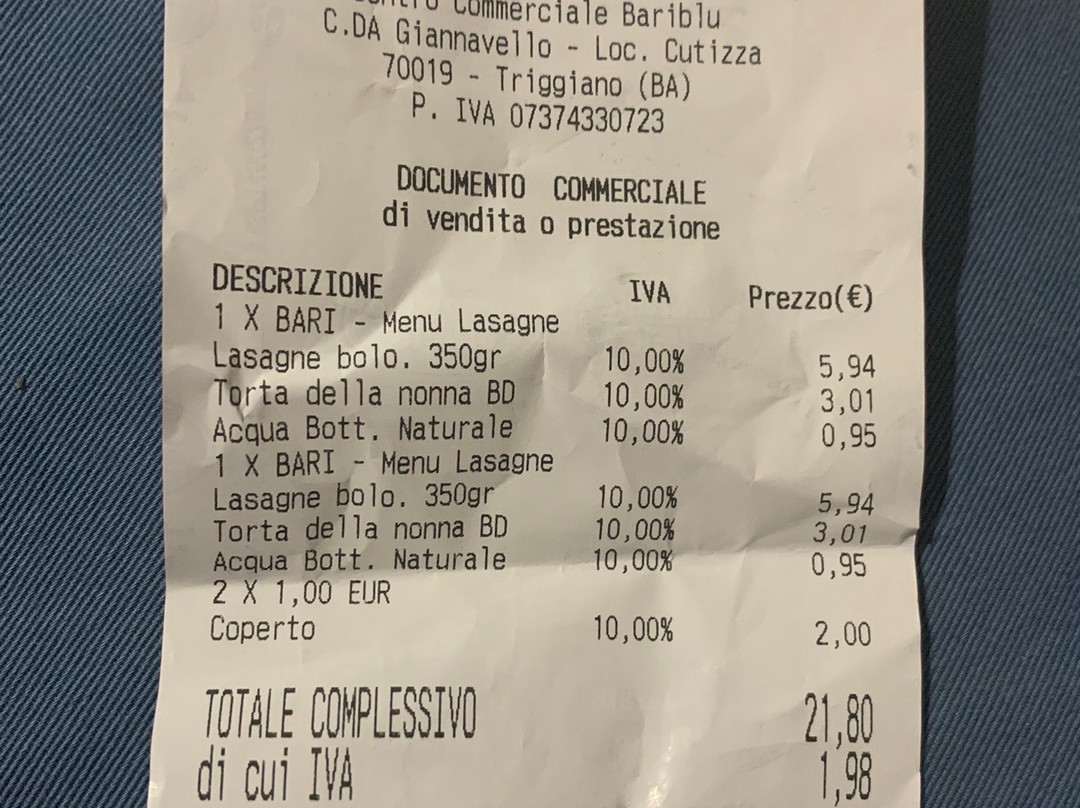 Commerciale Bariblu
C.DA Giannavello - Loc. Cutizza
70019 - Triggiano (BA)
P. IVA 07374330723
DOCUMENTO COMMERCIALE
di vendita o prestazione
DESCRIZIONE IVA Prezzo(€)
1 X BARI - Menu Lasagne
Lasagne bolo. 350gr 10,00% 5,94
Torta della nonna BD 10,00% 3,01
Acqua Bott. Naturale 10,00% 0,95
1 X BARI - Menu Lasagne
Lasagne bolo. 350gr 10,00% 5,94
Torta della nonna BD 10,00% 3,01
Acqua Bott. Naturale 10,00% 0,95
2 X 1,00 EUR
Coperto 10,00% 2,00
TOTALE COMPLESSIVO 21,80
di cui IVA 1,98